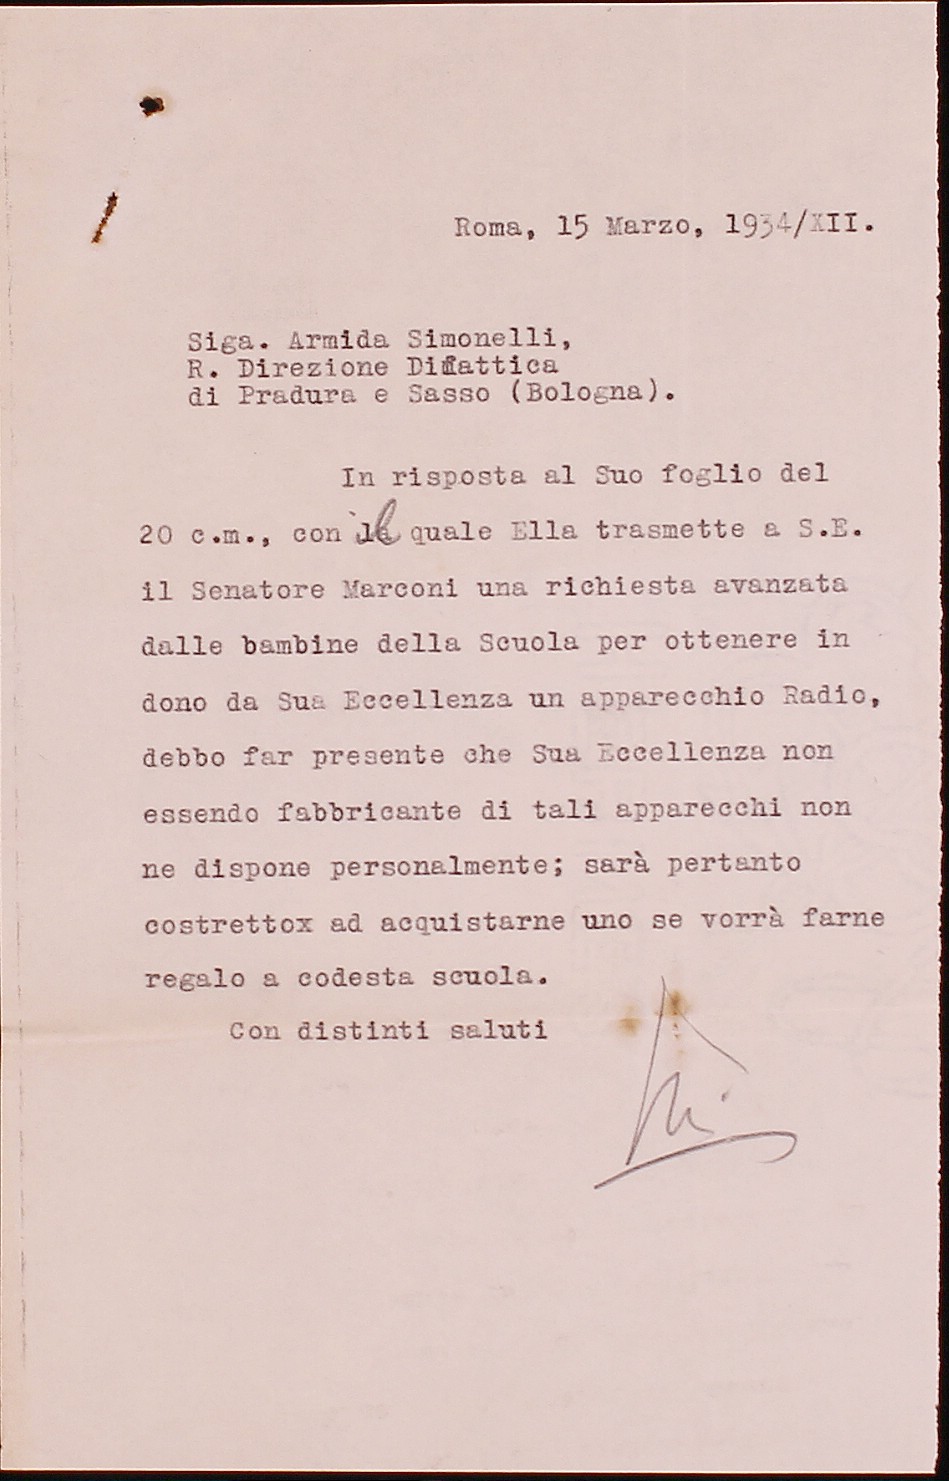 Roma, 15 Marzo, 1934/XII.
Siga. Armida Simonelli,
R. Direzione Didattica
di Pradura e Sasso (Bologna).
In risposta al Suo foglio del
20 c.m., con il quale Ella trasmette a S.E.
il Senatore Marconi una richiesta avanzata
dalle bambine della Scuola per ottenere in
dono da Sua Eccellenza un apparecchio Radio,
debbo far presente che Sua Eccellenza non
essendo fabbricante di tali apparecchi non
ne dispone personalmente; sarà pertanto
costrettox ad acquistarne uno se vorrà farne
regalo a codesta scuola.
Con distinti saluti